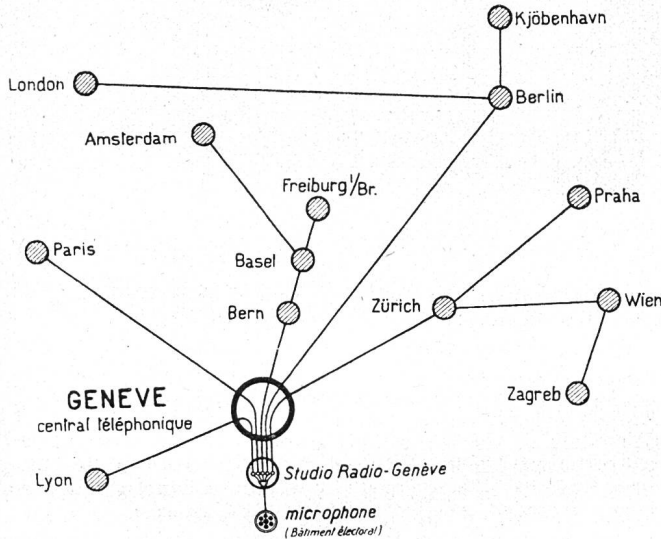 Kjöbenhavn
London
Berlin
Amsterdam
Freiburg i/Br.
Praha
Paris
Basel
Bern
Zürich
Wien
GENEVE
central téléphonique
Zagreb
Lyon
Studio Radio-Genève
microphone
(Bâtiment électoral)